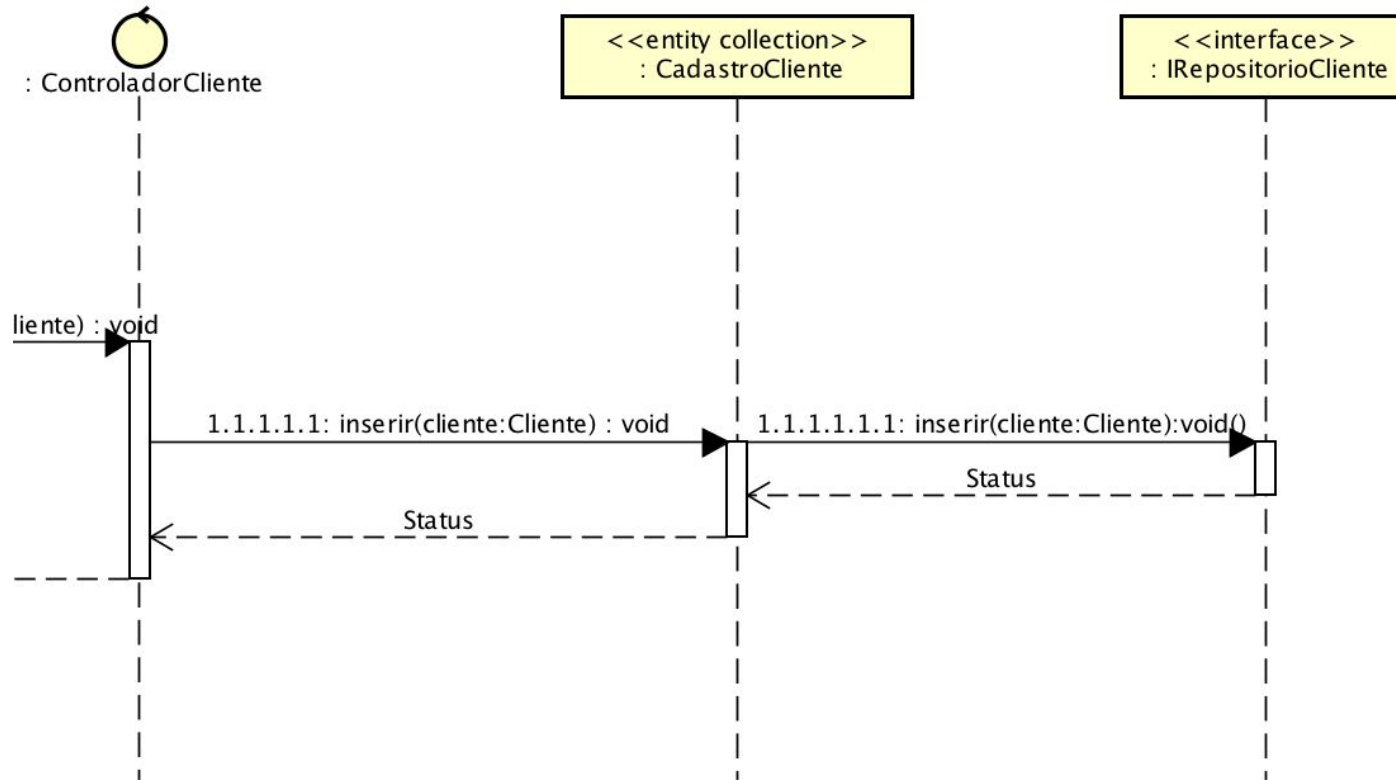 : ControladorCliente
<<entity collection>>
: CadastroCliente
<<interface>>
: IRepositorioCliente
liente) : void
1.1.1.1.1: inserir(cliente:Cliente) : void
1.1.1.1.1.1: inserir(cliente:Cliente):void()
Status
Status